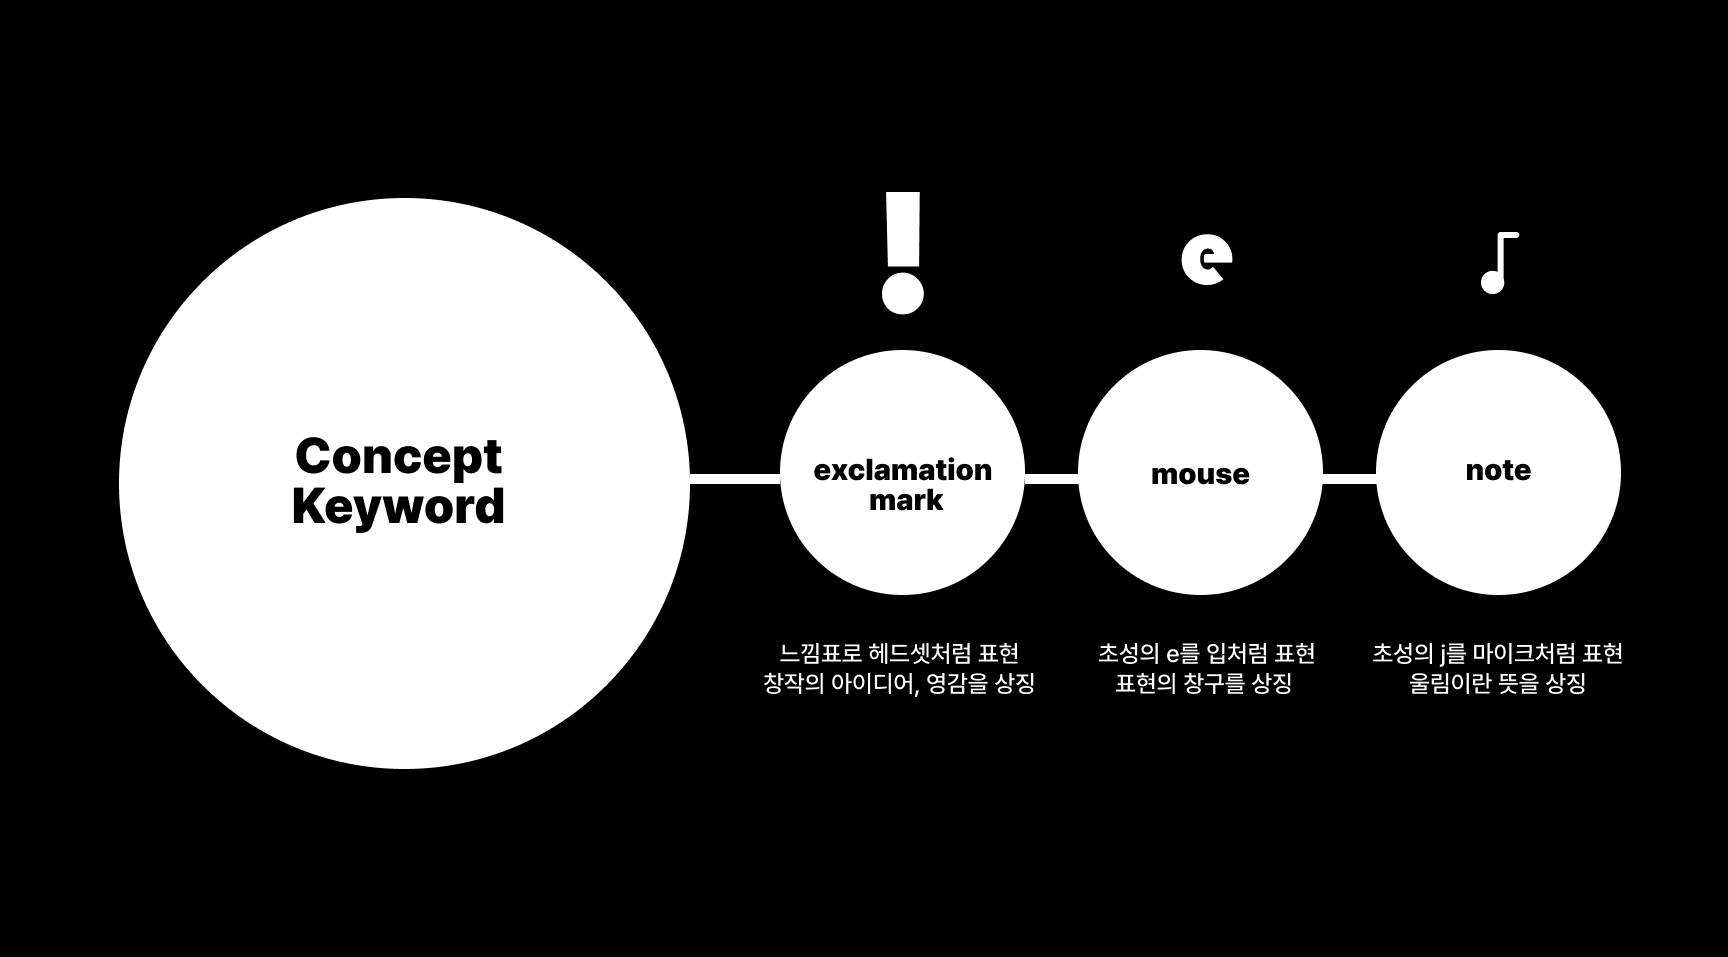 Concept
Keyword
!
e
exclamation
mark
mouse
note
느낌표로 헤드셋처럼 표현
창작의 아이디어, 영감을 상징
초성의 e를 입처럼 표현
표현의 창구를 상징
초성의 j를 마이크처럼 표현
울림이란 뜻을 상징